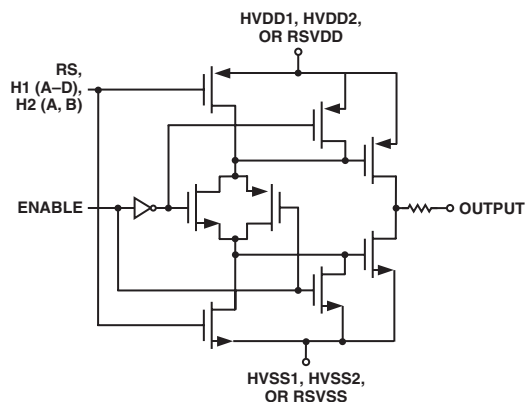 HVDD1, HVDD2,
OR RSVDD
RS,
H1 (A–D),
H2 (A, B)
ENABLE
OUTPUT
HVSS1, HVSS2,
OR RSVSS